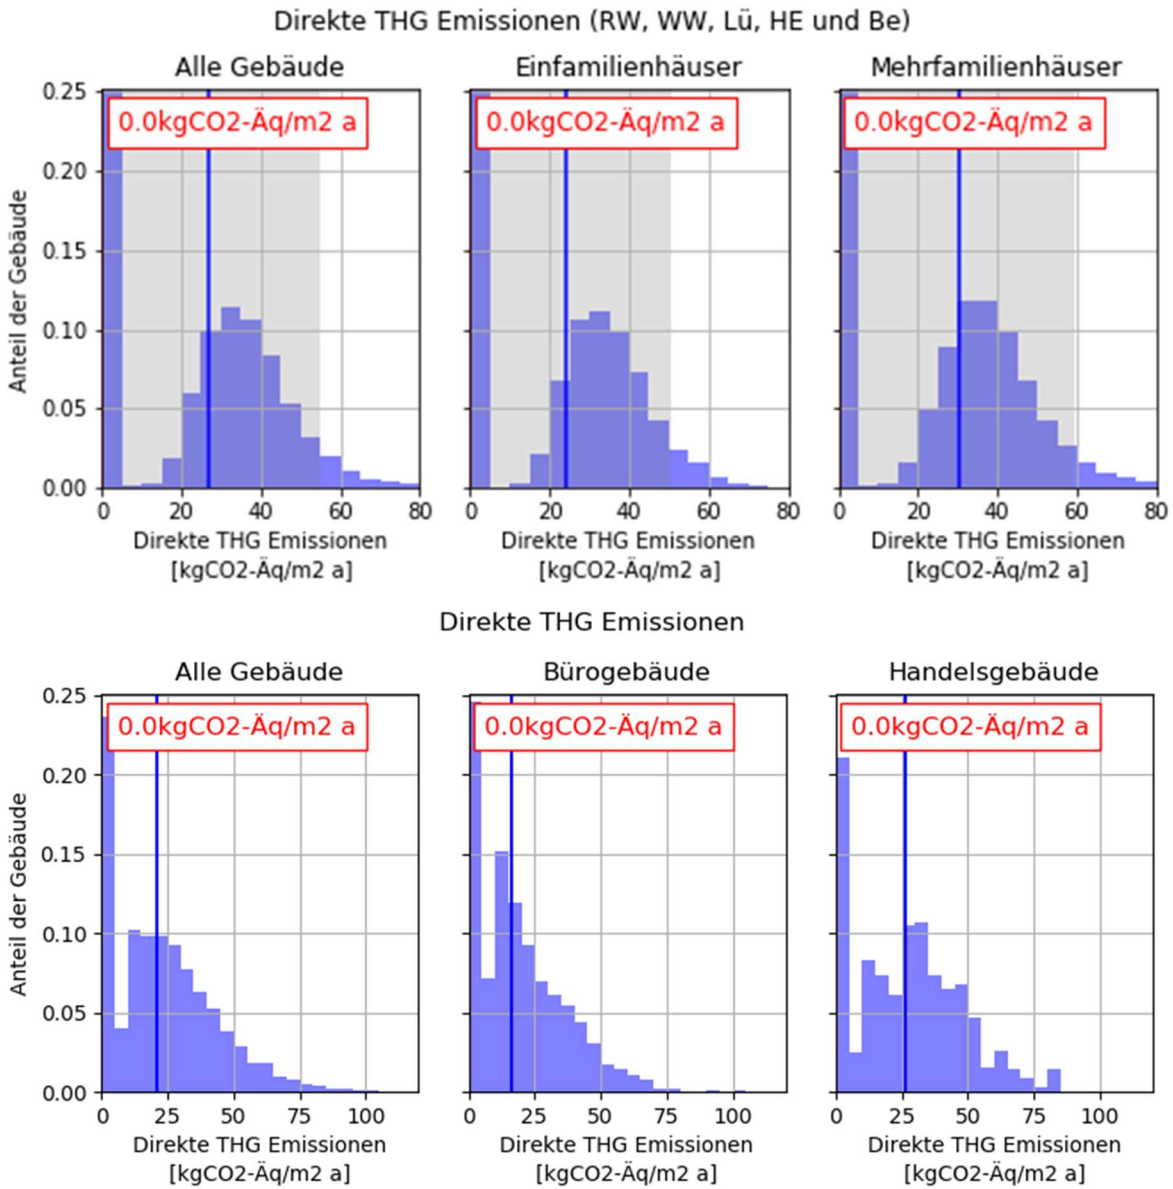 Direkte THG Emissionen (RW, WW, Lü, HE und Be)
Alle Gebäude
Einfamilienhäuser
Mehrfamilienhäuser
0.0kgCO2-Äq/m2 a
0.0kgCO2-Äq/m2 a
0.0kgCO2-Äq/m2 a
Anteil der Gebäude
0.25
0.20
0.15
0.10
0.05
0.00
0 20 40 60 80
0 20 40 60 80
0 20 40 60 80
Direkte THG Emissionen
[kgCO2-Äq/m2 a]
Direkte THG Emissionen
[kgCO2-Äq/m2 a]
Direkte THG Emissionen
[kgCO2-Äq/m2 a]
Direkte THG Emissionen
Alle Gebäude
Bürogebäude
Handelsgebäude
0.0kgCO2-Äq/m2 a
0.0kgCO2-Äq/m2 a
0.0kgCO2-Äq/m2 a
Anteil der Gebäude
0.25
0.20
0.15
0.10
0.05
0.00
0 25 50 75 100
0 25 50 75 100
0 25 50 75 100
Direkte THG Emissionen
[kgCO2-Äq/m2 a]
Direkte THG Emissionen
[kgCO2-Äq/m2 a]
Direkte THG Emissionen
[kgCO2-Äq/m2 a]